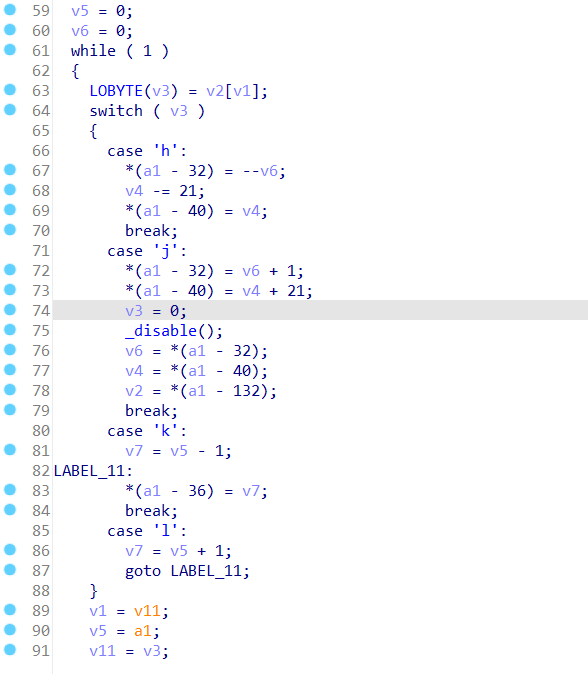 59 v5 = 0;
60 v6 = 0;
61 while ( 1 )
62 {
63 LOBYTE(v3) = v2[v1];
64 switch ( v3 )
65 {
66 case 'h':
67 *(a1 - 32) = --v6;
68 v4 -= 21;
69 *(a1 - 40) = v4;
70 break;
71 case 'j':
72 *(a1 - 32) = v6 + 1;
73 *(a1 - 40) = v4 + 21;
74 v3 = 0;
75 _disable();
76 v6 = *(a1 - 32);
77 v4 = *(a1 - 40);
78 v2 = *(a1 - 132);
79 break;
80 case 'k':
81 v7 = v5 - 1;
82 LABEL_11:
83 *(a1 - 36) = v7;
84 break;
85 case 'l':
86 v7 = v5 + 1;
87 goto LABEL_11;
88 }
89 v1 = v11;
90 v5 = a1;
91 v11 = v3;